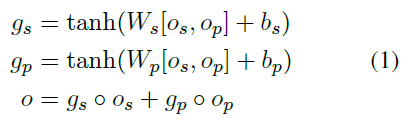 g_s = tanh(W_s[o_s, o_p] + b_s)
g_p = tanh(W_p[o_s, o_p] + b_p) (1)
o = g_s ∘ o_s + g_p ∘ o_p